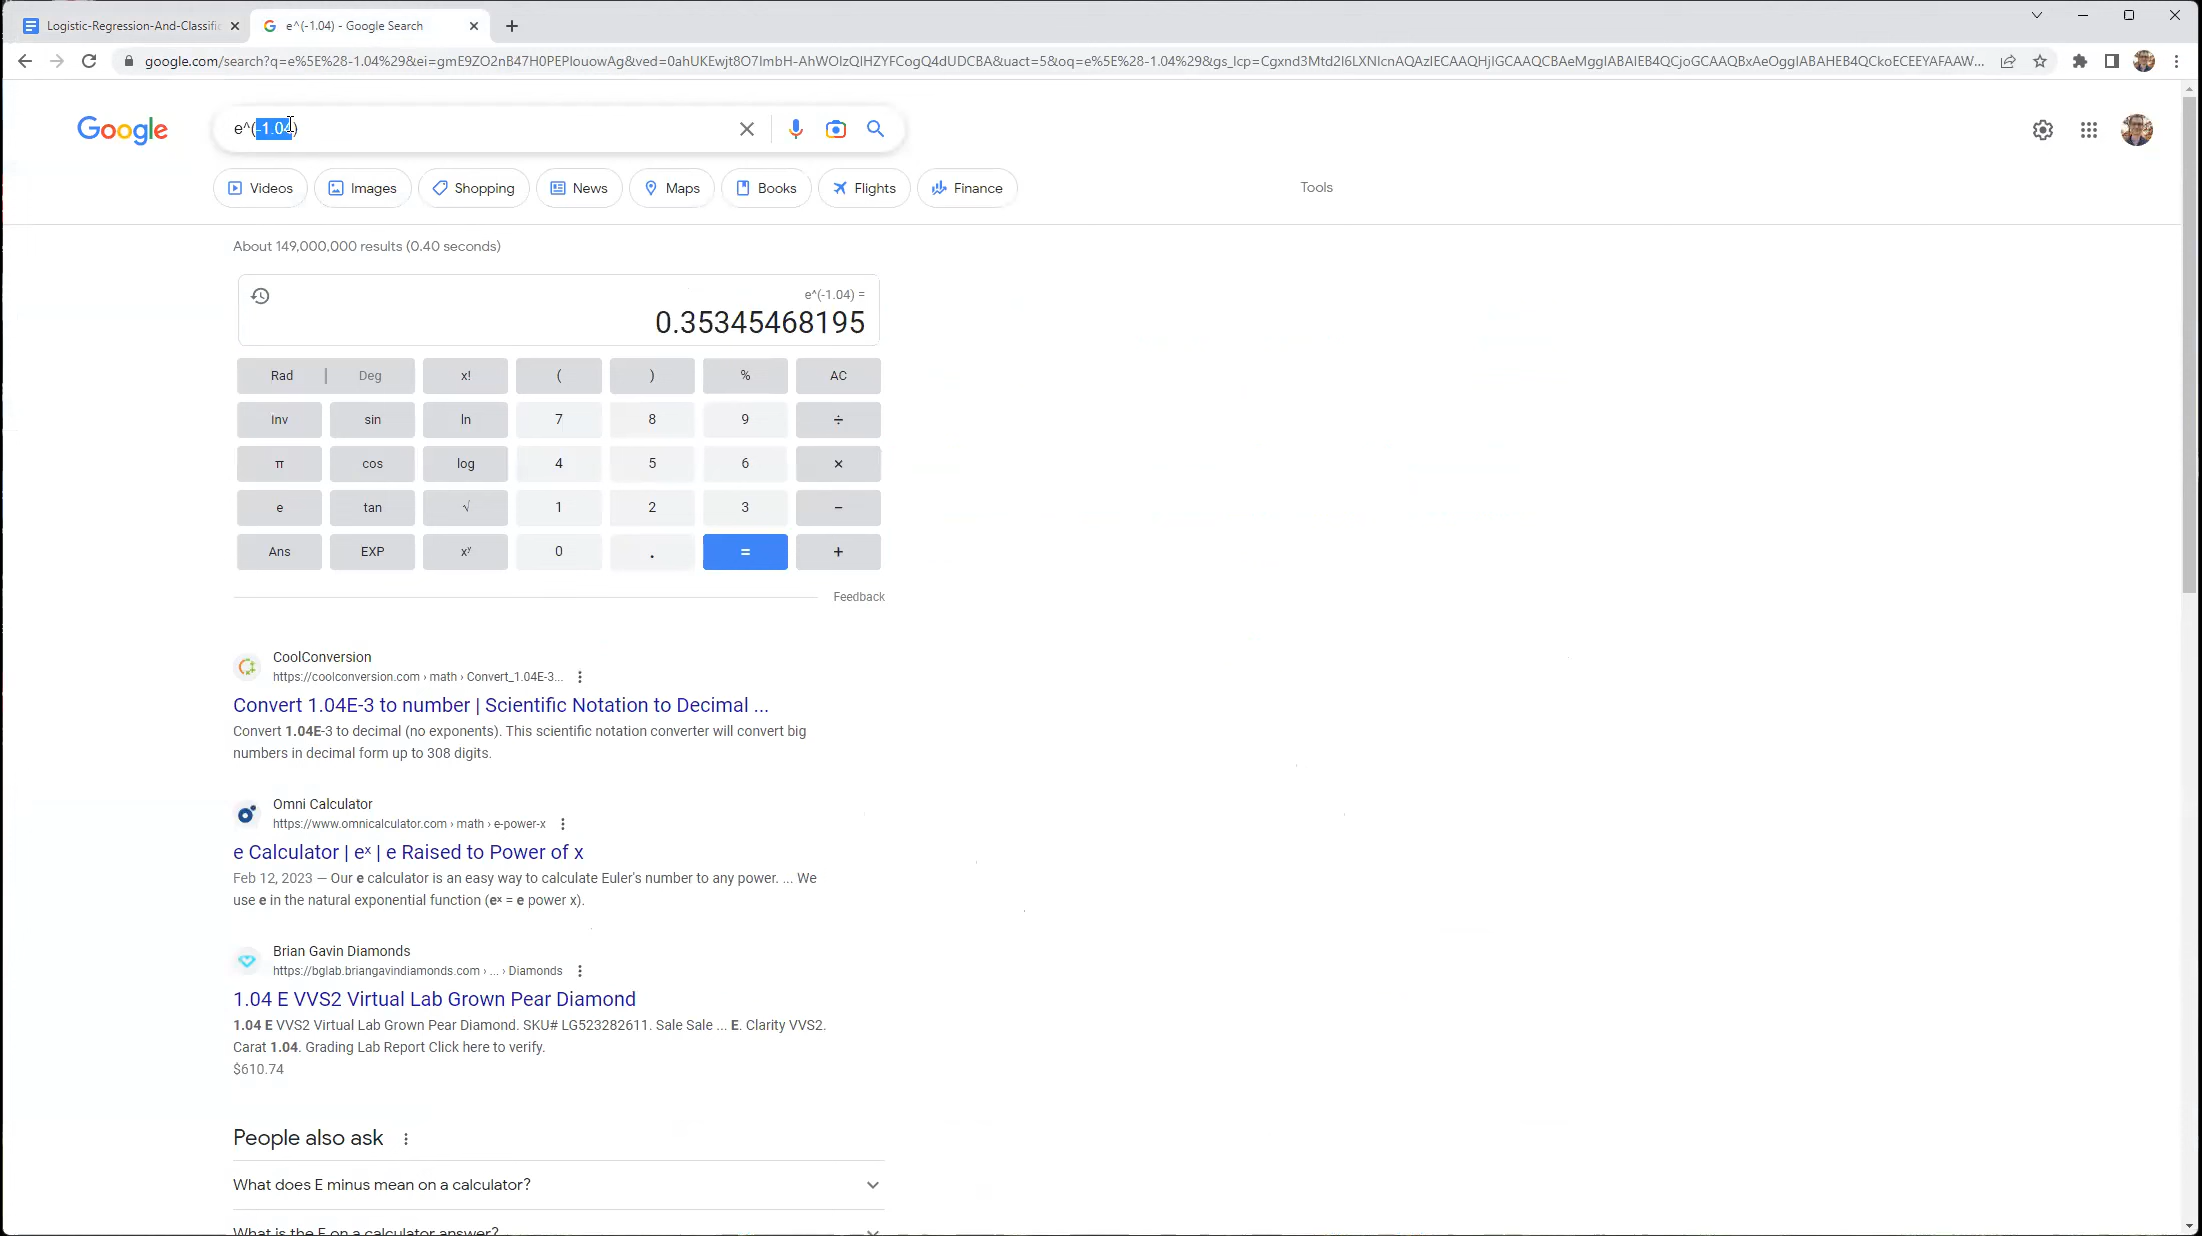 Logistic-Regression-And-Classific
e^(-1.04) - Google Search
google.com/search?q=e%5E%28-1.04%29&ei=gmE9ZO2nB47H0PEPIouowAg&ved=0ahUKEwjt8O7ImbH-AhWOIzQIHZYFCogQ4dUDCBA&uact=5&oq=e%5E%28-1.04%29&gs_lcp=Cgxnd3Mtd2l6LXNlcnAQAzIECAAQHjIGCAAQCBAeMggIABAIEB4QCjoGCAAQBxAeOggIABAHEB4QCkoECEEYAFAAW...
Google
e^(-1.04)
Videos
Images
Shopping
News
Maps
Books
Flights
Finance
Tools
About 149,000,000 results (0.40 seconds)
e^(-1.04) =
0.35345468195
Rad | Deg x! ( ) % AC
Inv sin ln 7 8 9 ÷
π cos log 4 5 6 ×
e tan √ 1 2 3 −
Ans EXP xʸ 0 . = +
Feedback
CoolConversion
https://coolconversion.com › math › Convert_1.04E-3...
Convert 1.04E-3 to number | Scientific Notation to Decimal ...
Convert 1.04E-3 to decimal (no exponents). This scientific notation converter will convert big
numbers in decimal form up to 308 digits.
Omni Calculator
https://www.omnicalculator.com › math › e-power-x
e Calculator | eˣ | e Raised to Power of x
Feb 12, 2023 — Our e calculator is an easy way to calculate Euler's number to any power. ... We
use e in the natural exponential function (eˣ = e power x).
Brian Gavin Diamonds
https://bglab.briangavindiamonds.com › ... › Diamonds
1.04 E VVS2 Virtual Lab Grown Pear Diamond
1.04 E VVS2 Virtual Lab Grown Pear Diamond. SKU# LG523282611. Sale Sale ... E. Clarity VVS2.
Carat 1.04. Grading Lab Report Click here to verify.
$610.74
People also ask
What does E minus mean on a calculator?
What is the E on a calculator answer?